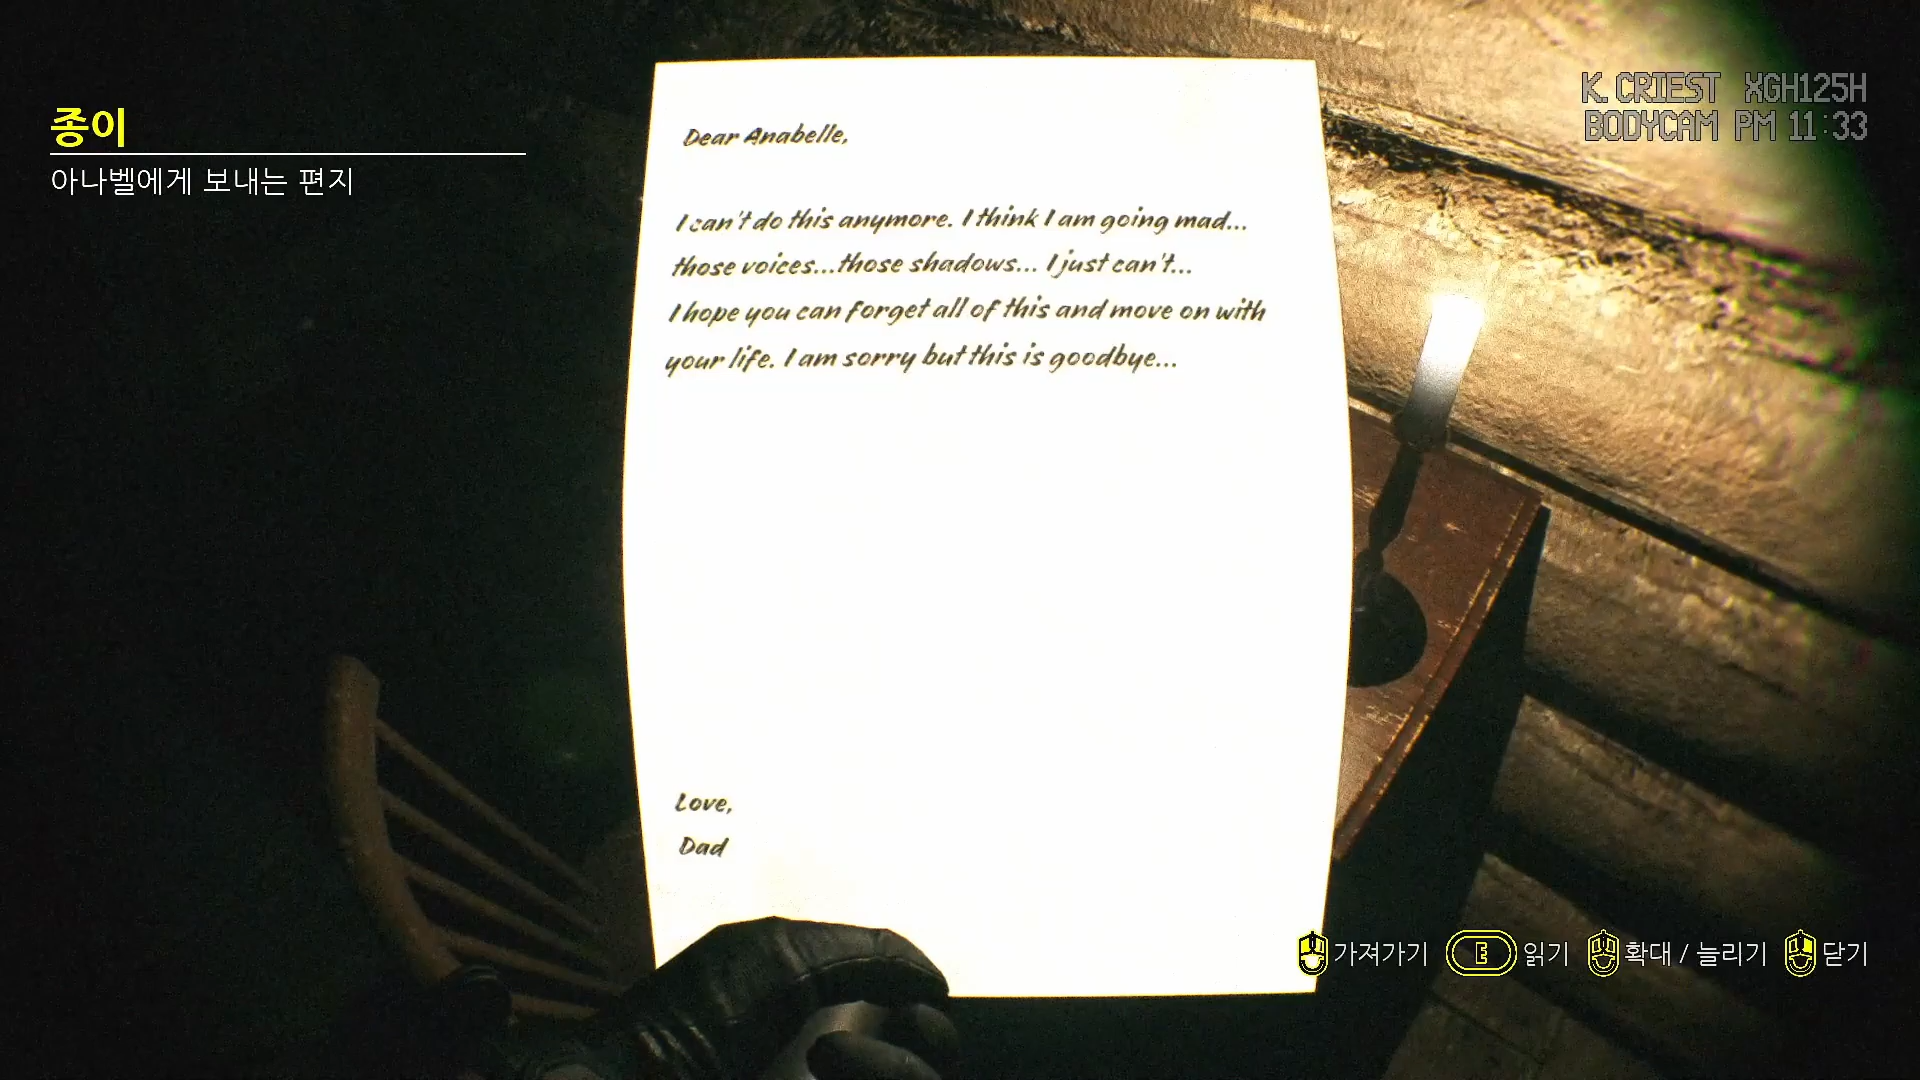 종이
아나벨에게 보내는 편지
K. CRIEST XGH125H
BODYCAM PM 11:33
Dear Anabelle,
I can't do this anymore. I think I am going mad...
those voices...those shadows... I just can't...
I hope you can forget all of this and move on with
your life. I am sorry but this is goodbye...
Love,
Dad
가져가기 E 읽기 확대 / 늘리기 닫기